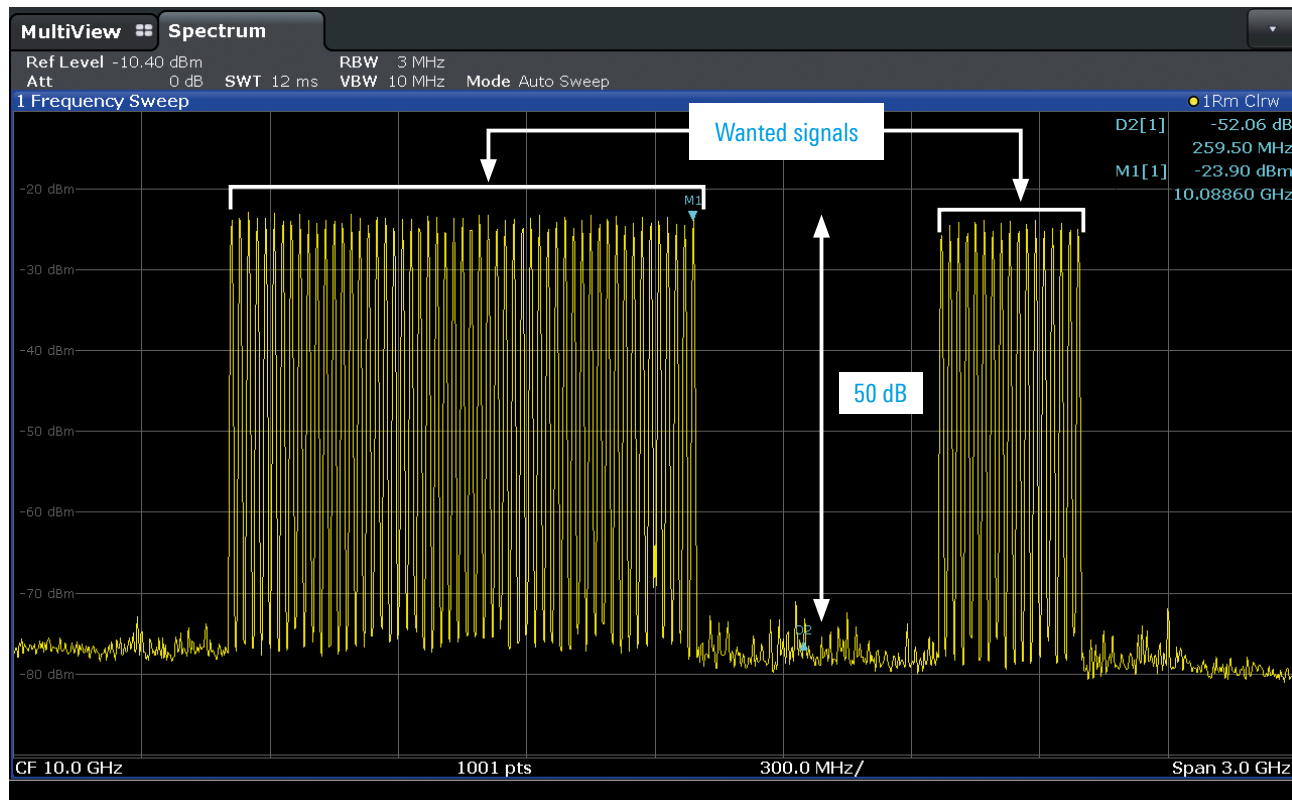 MultiView Spectrum
Ref Level -10.40 dBm RBW 3 MHz
Att 0 dB SWT 12 ms VBW 10 MHz Mode Auto Sweep
1 Frequency Sweep 1Rm Clrw
Wanted signals
D2[1] -52.06 dB
259.50 MHz
M1[1] -23.90 dBm
10.08860 GHz
-20 dBm
M1
-30 dBm
-40 dBm
50 dB
-50 dBm
-60 dBm
-70 dBm
D2
-80 dBm
CF 10.0 GHz 1001 pts 300.0 MHz/ Span 3.0 GHz